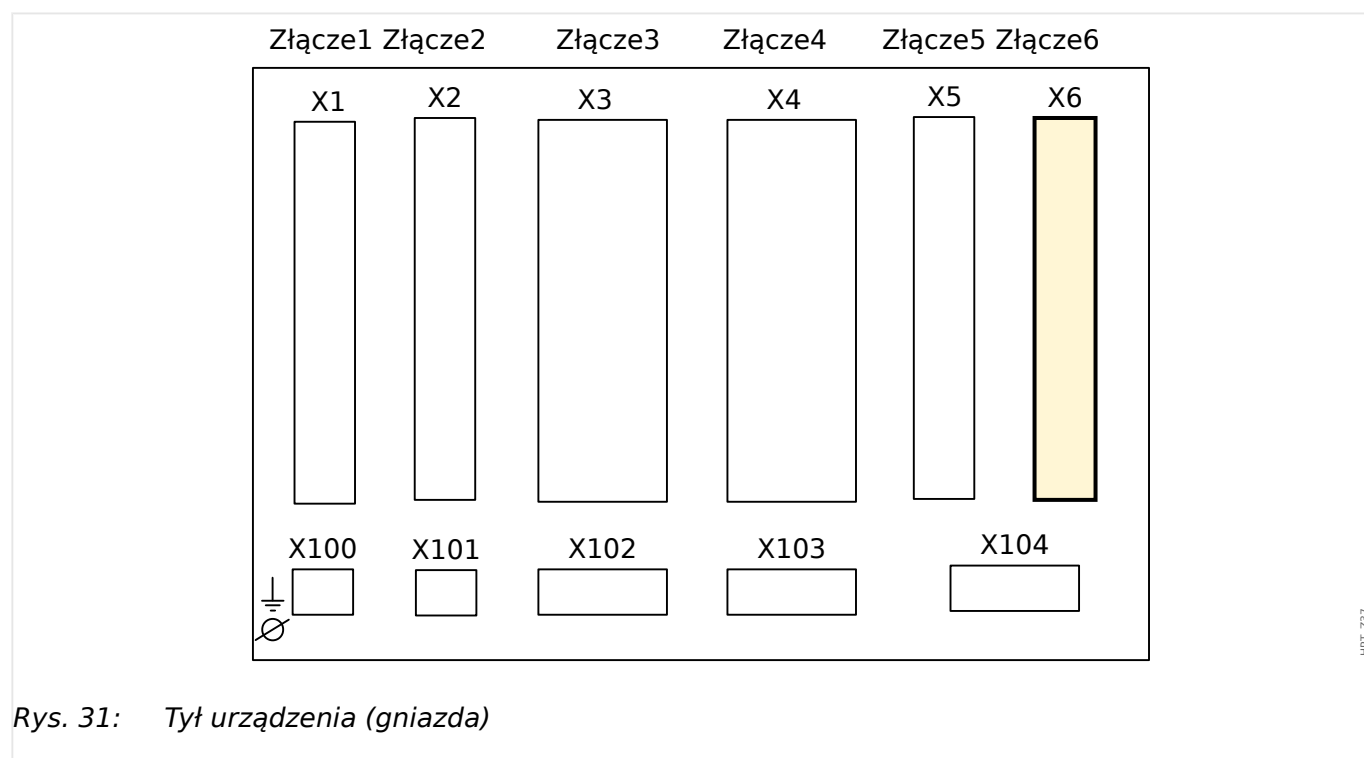 Złącze1 Złącze2 Złącze3 Złącze4 Złącze5 Złącze6
X1 X2 X3 X4 X5 X6
X100 X101 X102 X103 X104
Rys. 31: Tył urządzenia (gniazda)